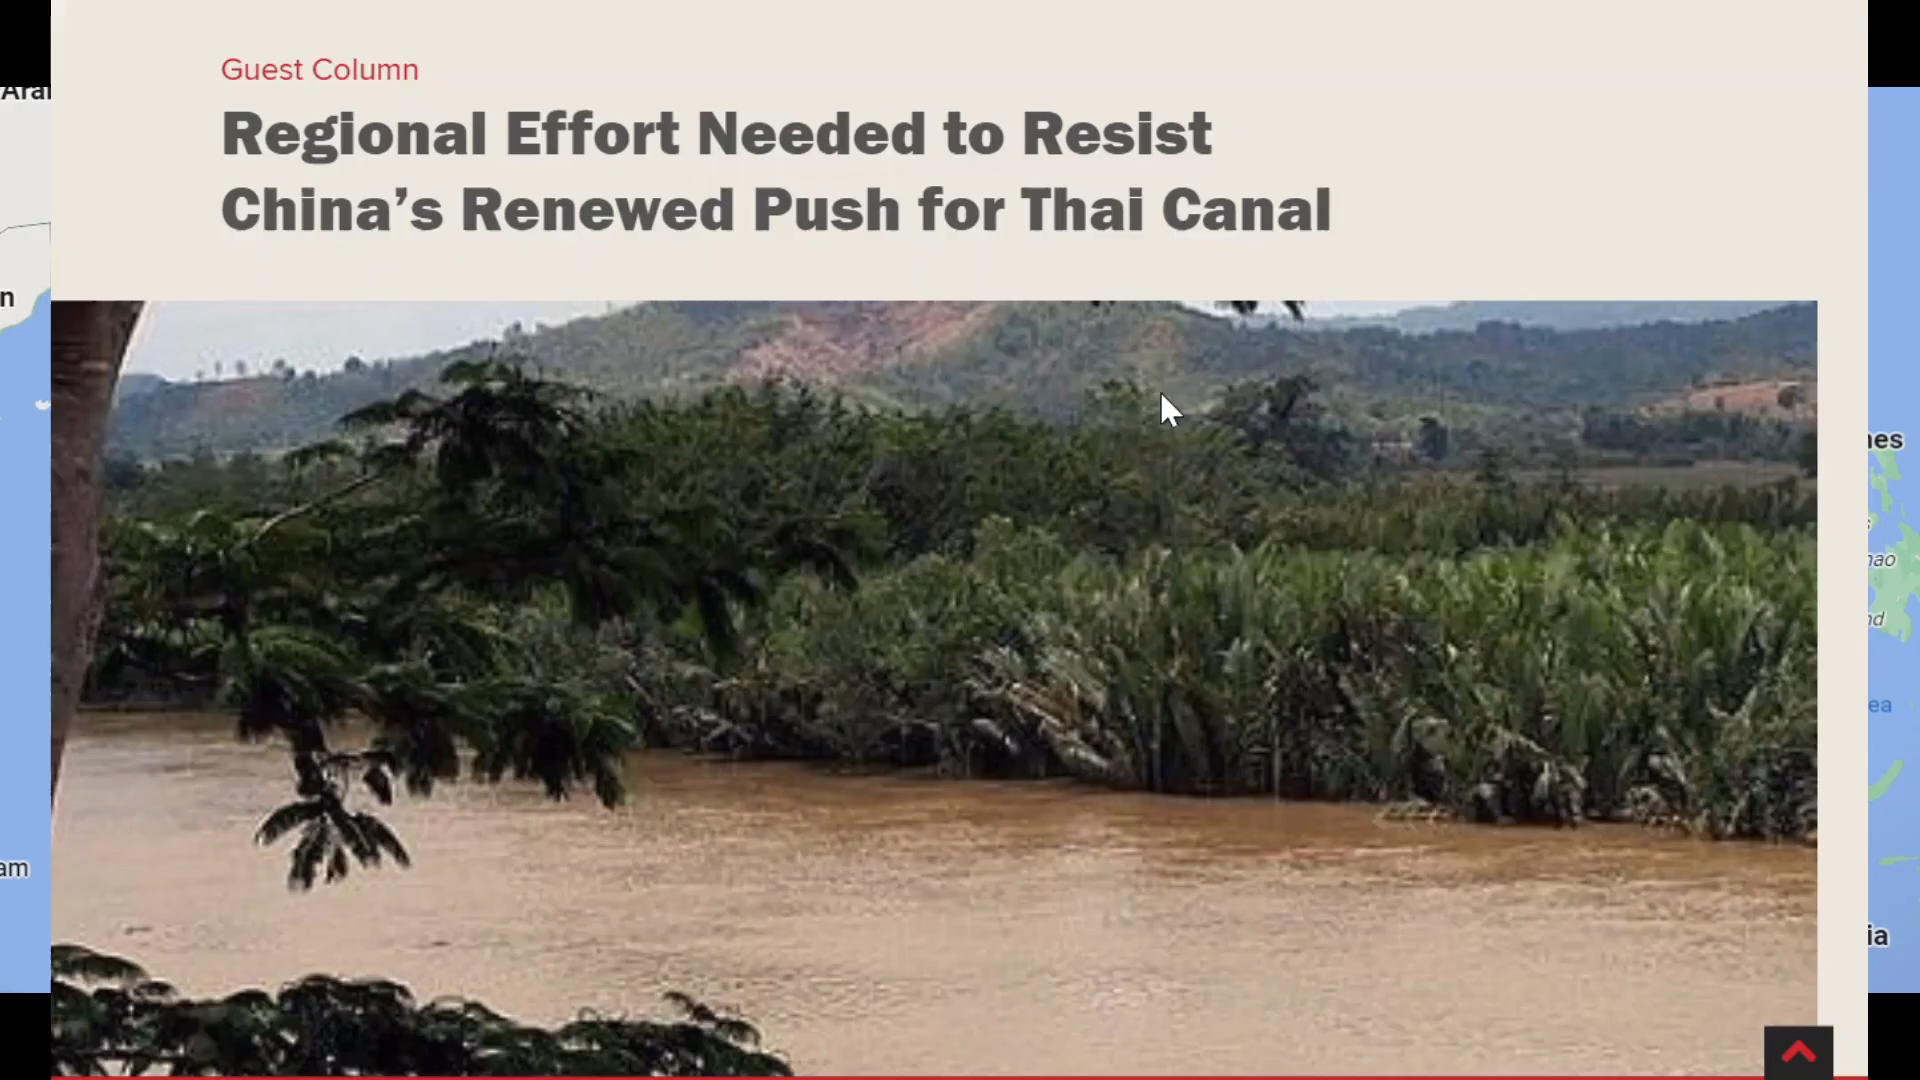 Guest Column
Regional Effort Needed to Resist
China’s Renewed Push for Thai Canal